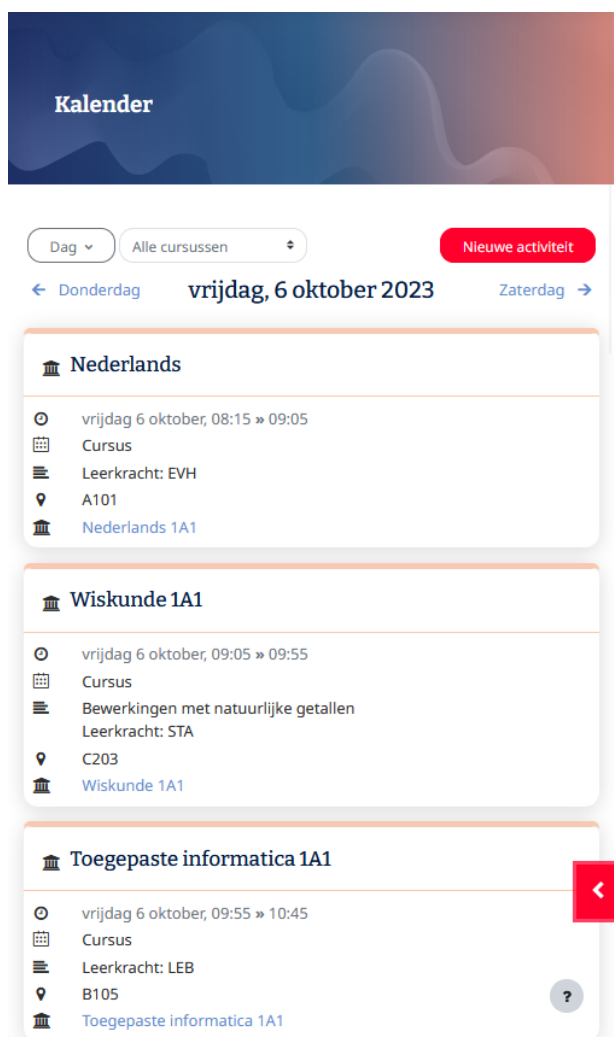 Kalender
Dag
Alle cursussen
Nieuwe activiteit
Donderdag
vrijdag, 6 oktober 2023
Zaterdag
Nederlands
vrijdag 6 oktober, 08:15 » 09:05
Cursus
Leerkracht: EVH
A101
Nederlands 1A1
Wiskunde 1A1
vrijdag 6 oktober, 09:05 » 09:55
Cursus
Bewerkingen met natuurlijke getallen
Leerkracht: STA
C203
Wiskunde 1A1
Toegepaste informatica 1A1
vrijdag 6 oktober, 09:55 » 10:45
Cursus
Leerkracht: LEB
B105
?
Toegepaste informatica 1A1